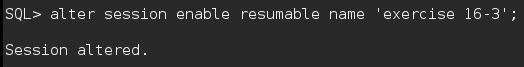 SQL> alter session enable resumable name 'exercise 16-3';
Session altered.